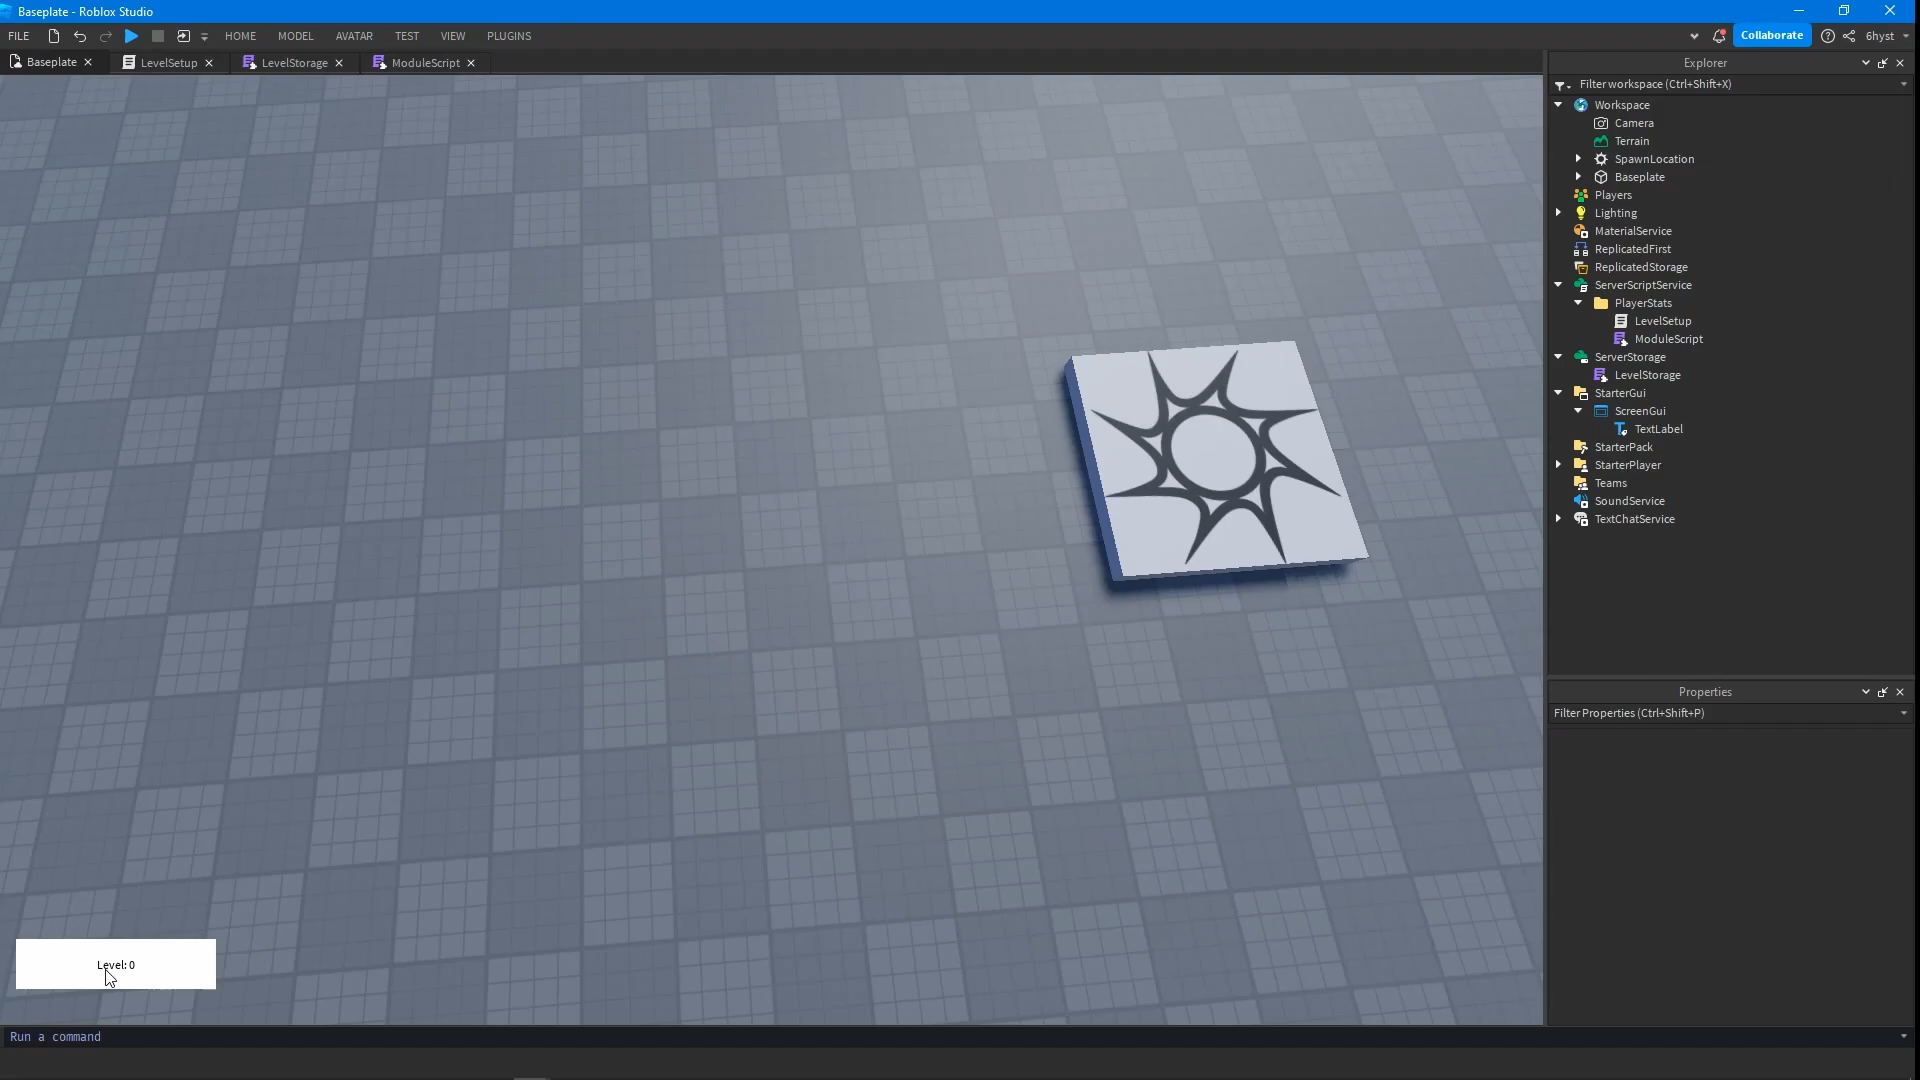 Baseplate - Roblox Studio
FILE HOME MODEL AVATAR TEST VIEW PLUGINS Collaborate 6hyst
Baseplate LevelSetup LevelStorage ModuleScript
Explorer
Filter workspace (Ctrl+Shift+X)
Workspace
Camera
Terrain
SpawnLocation
Baseplate
Players
Lighting
MaterialService
ReplicatedFirst
ReplicatedStorage
ServerScriptService
PlayerStats
LevelSetup
ModuleScript
ServerStorage
LevelStorage
StarterGui
ScreenGui
TextLabel
StarterPack
StarterPlayer
Teams
SoundService
TextChatService
Properties
Filter Properties (Ctrl+Shift+P)
Level: 0
Run a command